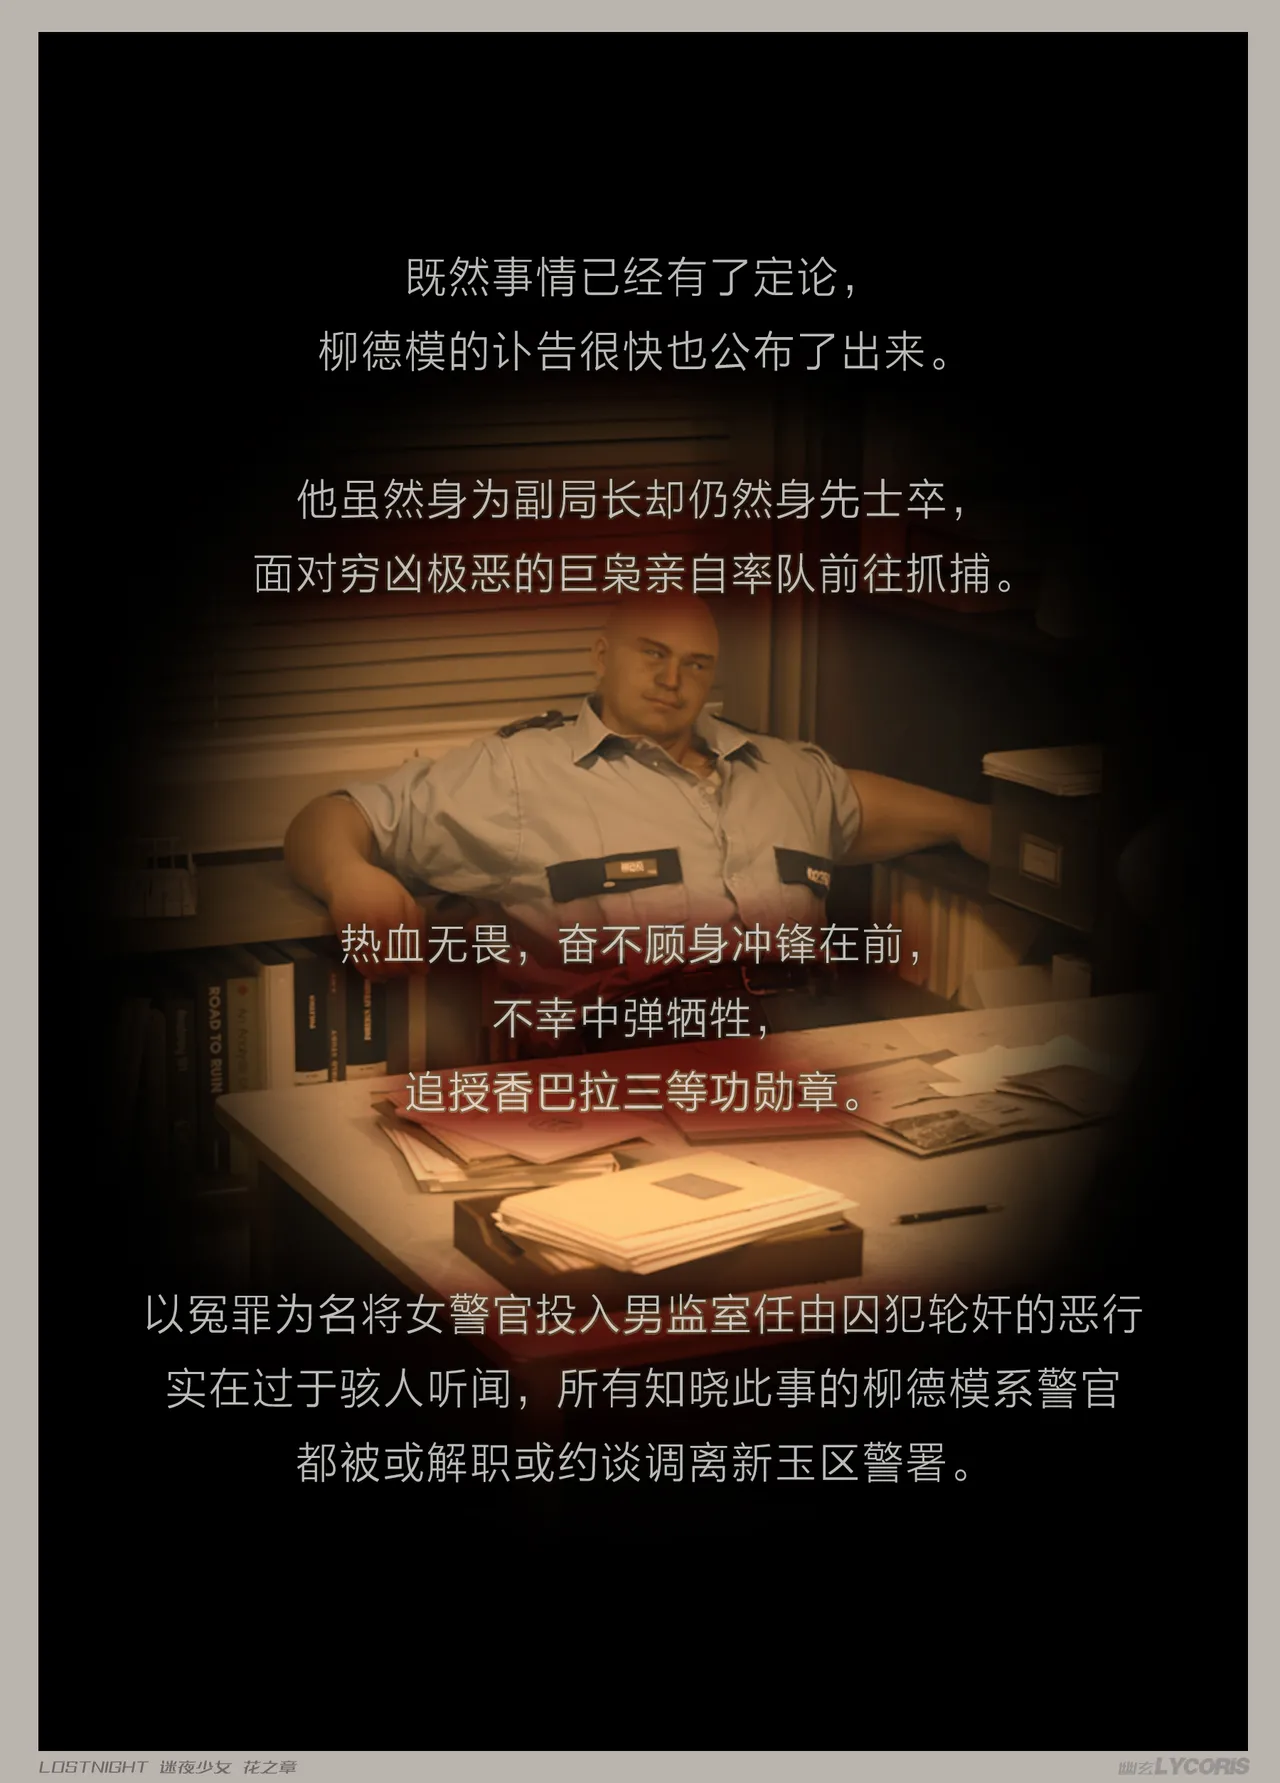 既然事情已经有了定论，
柳德模的讣告很快也公布了出来。
他虽然身为副局长却仍然身先士卒，
面对穷凶极恶的巨枭亲自率队前往抓捕。
热血无畏，奋不顾身冲锋在前，
不幸中弹牺牲，
追授香巴拉三等功勋章。
ROAD TO RUIN
以冤罪为名将女警官投入男监室任由囚犯轮奸的恶行
实在过于骇人听闻，所有知晓此事的柳德模系警官
都被或解职或约谈调离新玉区警署。
LOSTNIGHT 迷夜少女 花之章
幽玄LYCORIS